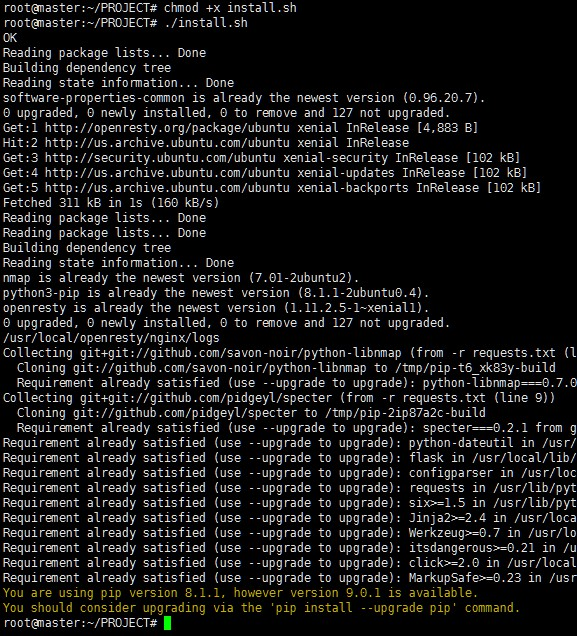 root@master:~/PROJECT# chmod +x install.sh
root@master:~/PROJECT# ./install.sh
OK
Reading package lists... Done
Building dependency tree
Reading state information... Done
software-properties-common is already the newest version (0.96.20.7).
0 upgraded, 0 newly installed, 0 to remove and 127 not upgraded.
Get:1 http://openresty.org/package/ubuntu xenial InRelease [4,883 B]
Hit:2 http://us.archive.ubuntu.com/ubuntu xenial InRelease
Get:3 http://security.ubuntu.com/ubuntu xenial-security InRelease [102 kB]
Get:4 http://us.archive.ubuntu.com/ubuntu xenial-updates InRelease [102 kB]
Get:5 http://us.archive.ubuntu.com/ubuntu xenial-backports InRelease [102 kB]
Fetched 311 kB in 1s (160 kB/s)
Reading package lists... Done
Reading package lists... Done
Building dependency tree
Reading state information... Done
nmap is already the newest version (7.01-2ubuntu2).
python3-pip is already the newest version (8.1.1-2ubuntu0.4).
openresty is already the newest version (1.11.2.5-1~xenial1).
0 upgraded, 0 newly installed, 0 to remove and 127 not upgraded.
/usr/local/openresty/nginx/logs
Collecting git+git://github.com/savon-noir/python-libnmap (from -r requests.txt (l
Cloning git://github.com/savon-noir/python-libnmap to /tmp/pip-t6_xk83y-build
Requirement already satisfied (use --upgrade to upgrade): python-libnmap===0.7.0
Collecting git+git://github.com/pidgeyl/specter (from -r requests.txt (line 9))
Cloning git://github.com/pidgeyl/specter to /tmp/pip-2ip87a2c-build
Requirement already satisfied (use --upgrade to upgrade): specter===0.2.1 from g
Requirement already satisfied (use --upgrade to upgrade): python-dateutil in /usr/
Requirement already satisfied (use --upgrade to upgrade): flask in /usr/local/lib/
Requirement already satisfied (use --upgrade to upgrade): configparser in /usr/loc
Requirement already satisfied (use --upgrade to upgrade): requests in /usr/lib/pyt
Requirement already satisfied (use --upgrade to upgrade): six>=1.5 in /usr/lib/pyt
Requirement already satisfied (use --upgrade to upgrade): Jinja2>=2.4 in /usr/loca
Requirement already satisfied (use --upgrade to upgrade): Werkzeug>=0.7 in /usr/lo
Requirement already satisfied (use --upgrade to upgrade): itsdangerous>=0.21 in /u
Requirement already satisfied (use --upgrade to upgrade): click>=2.0 in /usr/local
Requirement already satisfied (use --upgrade to upgrade): MarkupSafe>=0.23 in /usr
You are using pip version 8.1.1, however version 9.0.1 is available.
You should consider upgrading via the 'pip install --upgrade pip' command.
root@master:~/PROJECT#